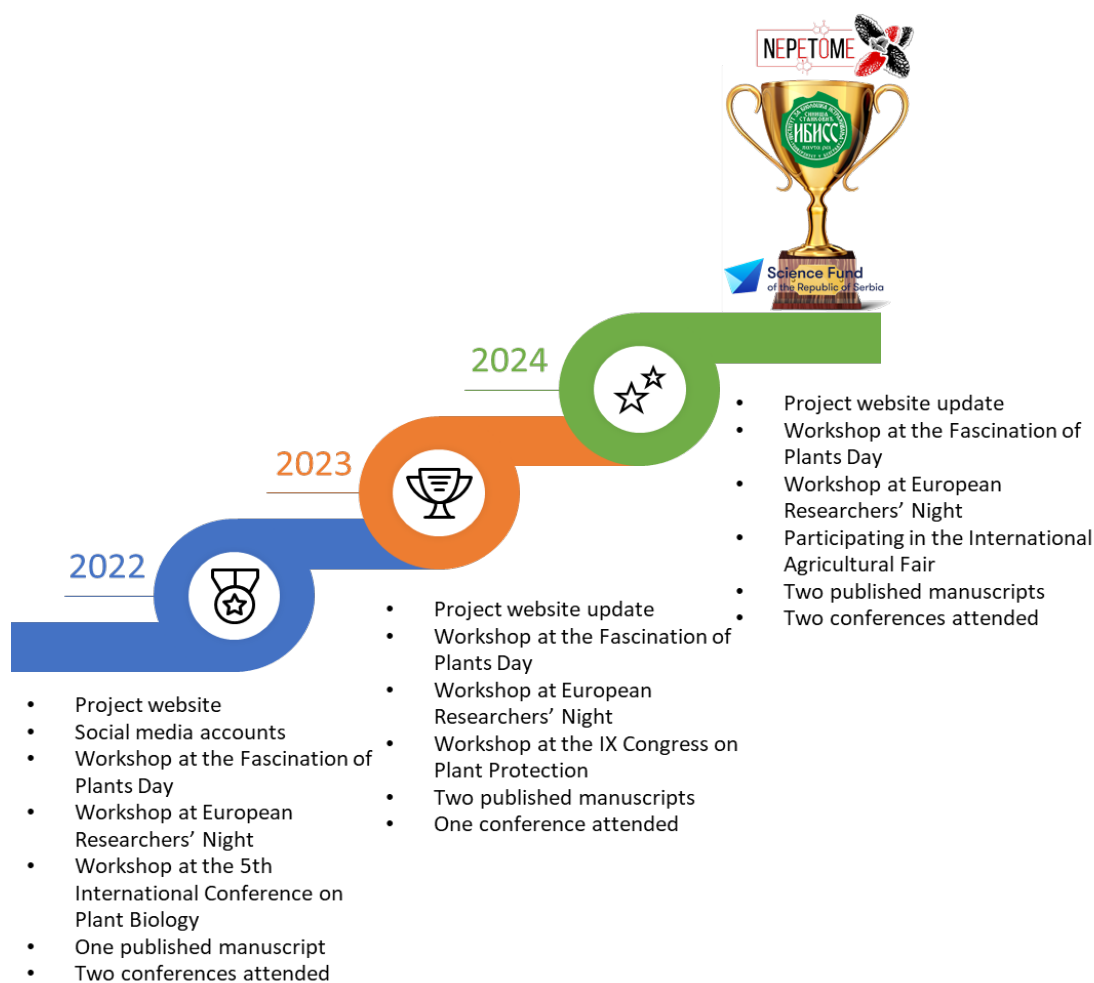 NEPETOME
СИНИША
СТАНКОВИЋ
ИБИСС
Science Fund
of the Republic of Serbia
2024
• Project website update
• Workshop at the Fascination of
Plants Day
• Workshop at European
Researchers’ Night
• Participating in the International
Agricultural Fair
• Two published manuscripts
• Two conferences attended
2023
• Project website update
• Workshop at the Fascination of
Plants Day
• Workshop at European
Researchers’ Night
• Workshop at the IX Congress on
Plant Protection
• Two published manuscripts
• One conference attended
2022
• Project website
• Social media accounts
• Workshop at the Fascination of
Plants Day
• Workshop at European
Researchers’ Night
• Workshop at the 5th
International Conference on
Plant Biology
• One published manuscript
• Two conferences attended